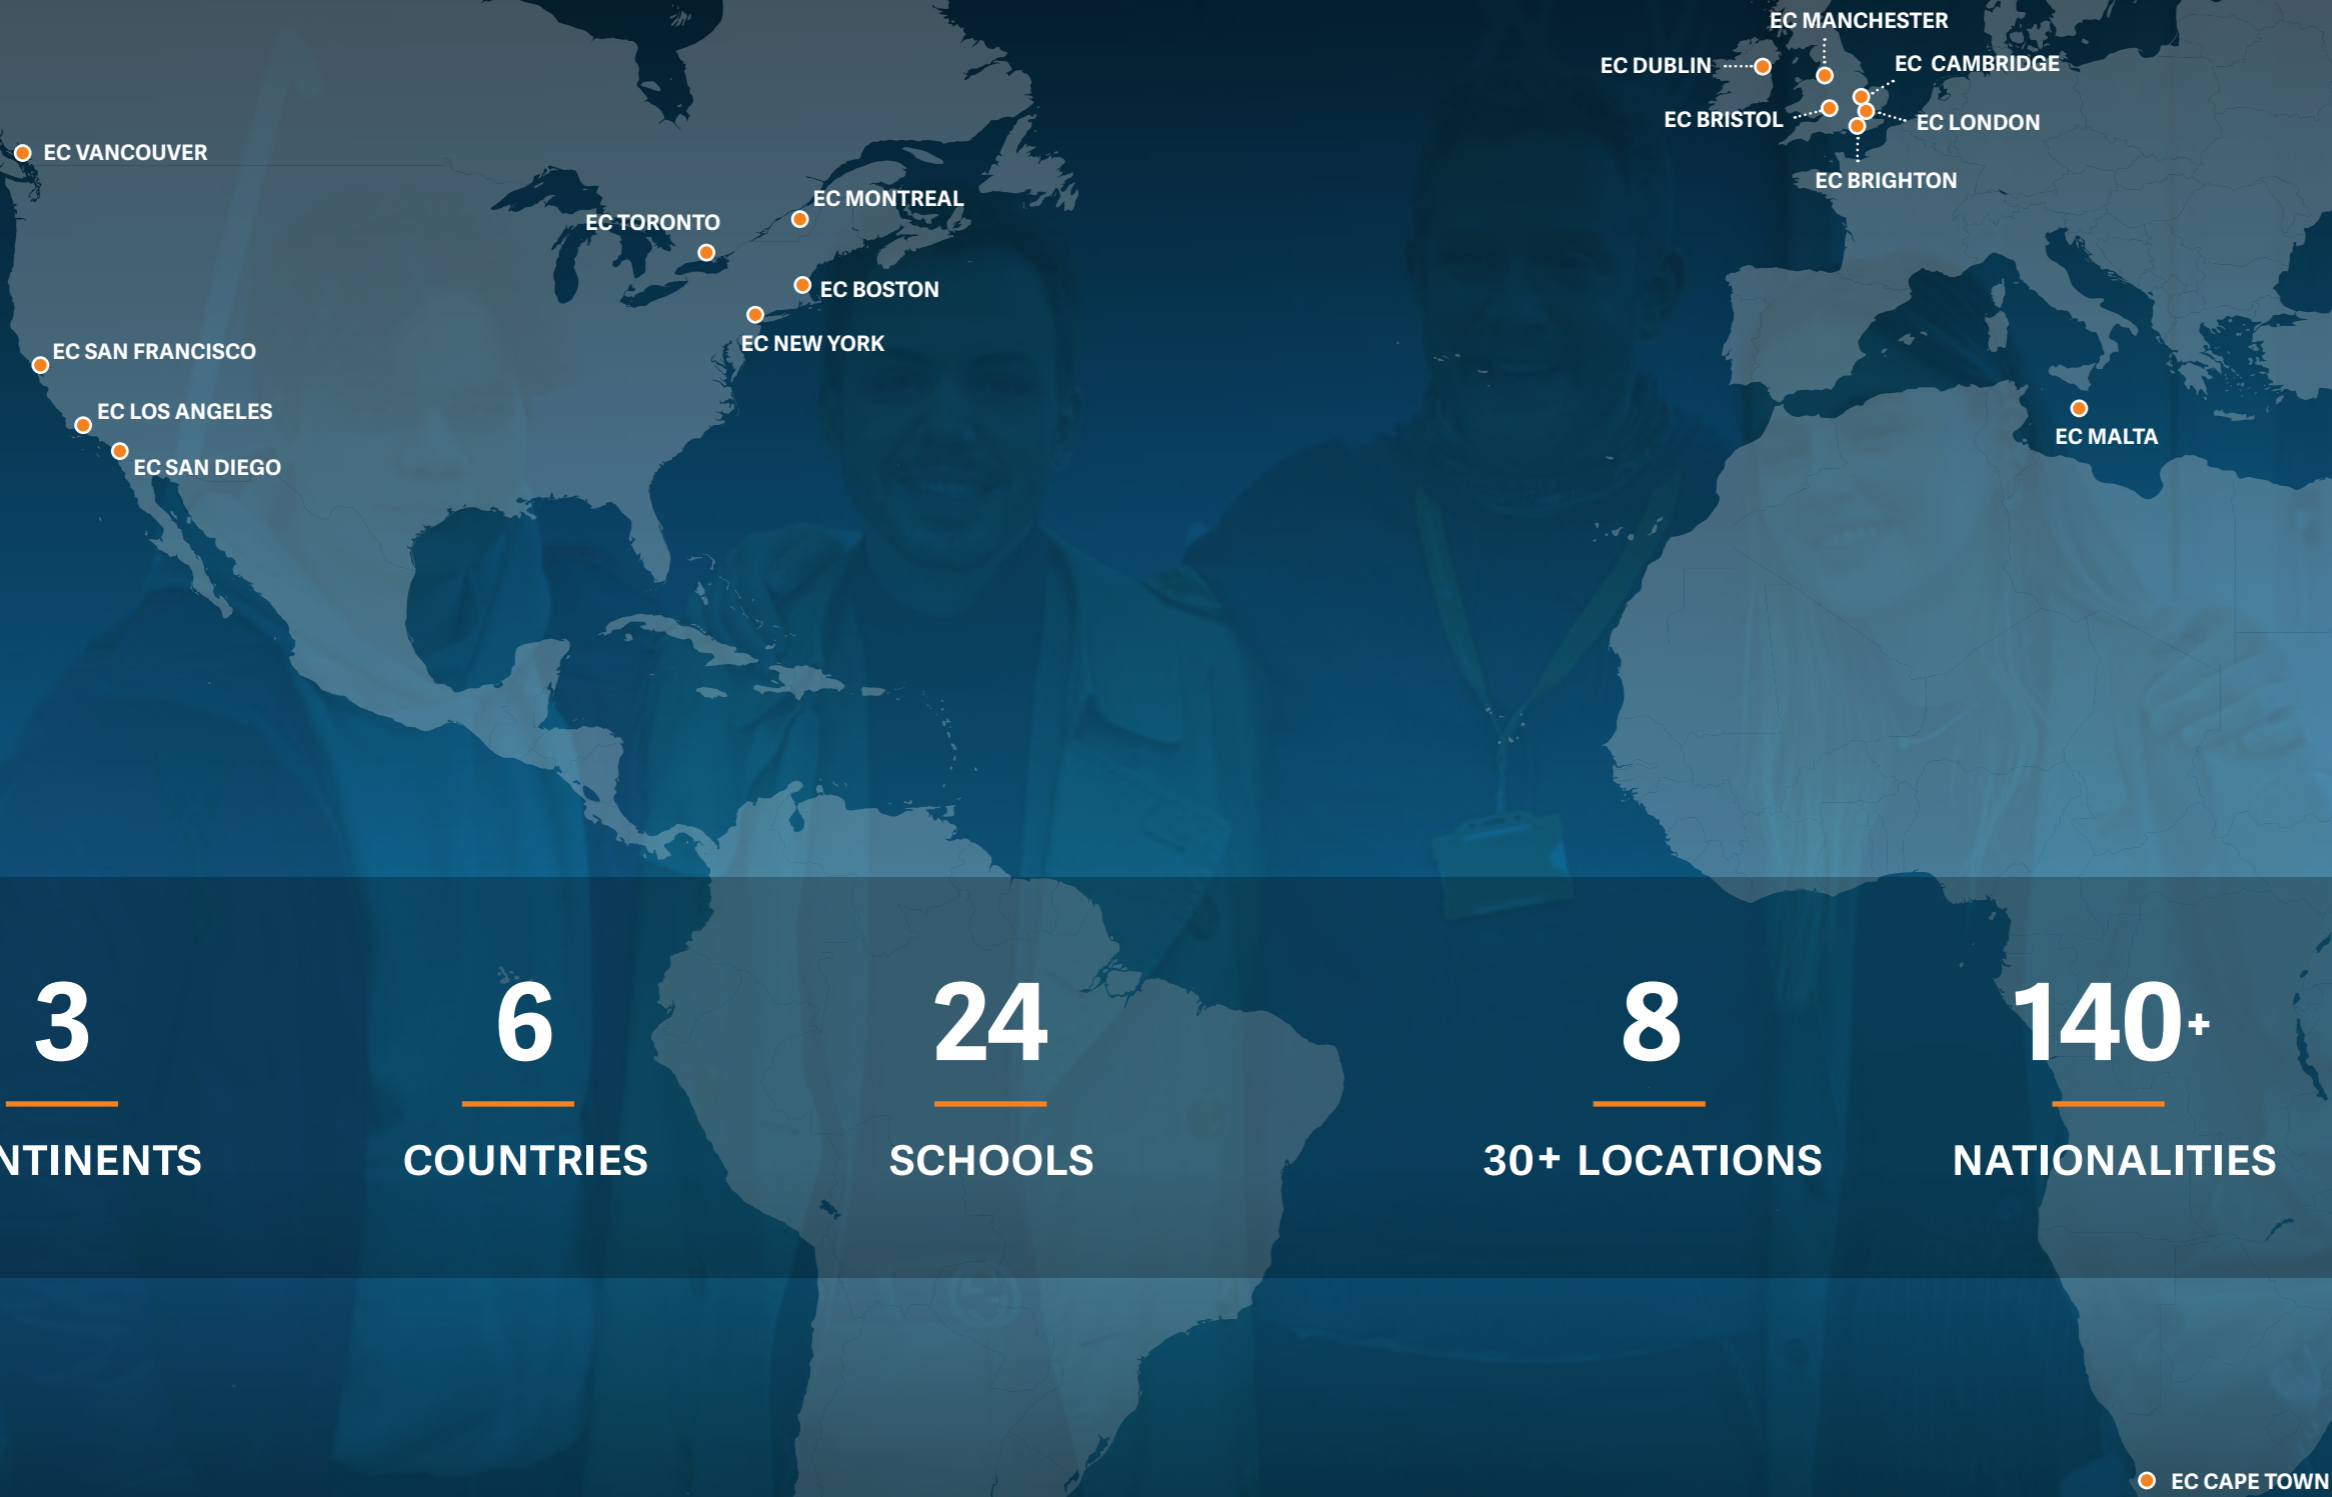 EC MANCHESTER
EC DUBLIN
EC CAMBRIDGE
EC BRISTOL
EC LONDON
EC BRIGHTON
EC VANCOUVER
EC MONTREAL
EC TORONTO
EC BOSTON
EC NEW YORK
EC SAN FRANCISCO
EC LOS ANGELES
EC SAN DIEGO
EC MALTA
3
NTINENTS
6
COUNTRIES
24
SCHOOLS
8
30+ LOCATIONS
140+
NATIONALITIES
EC CAPE TOWN